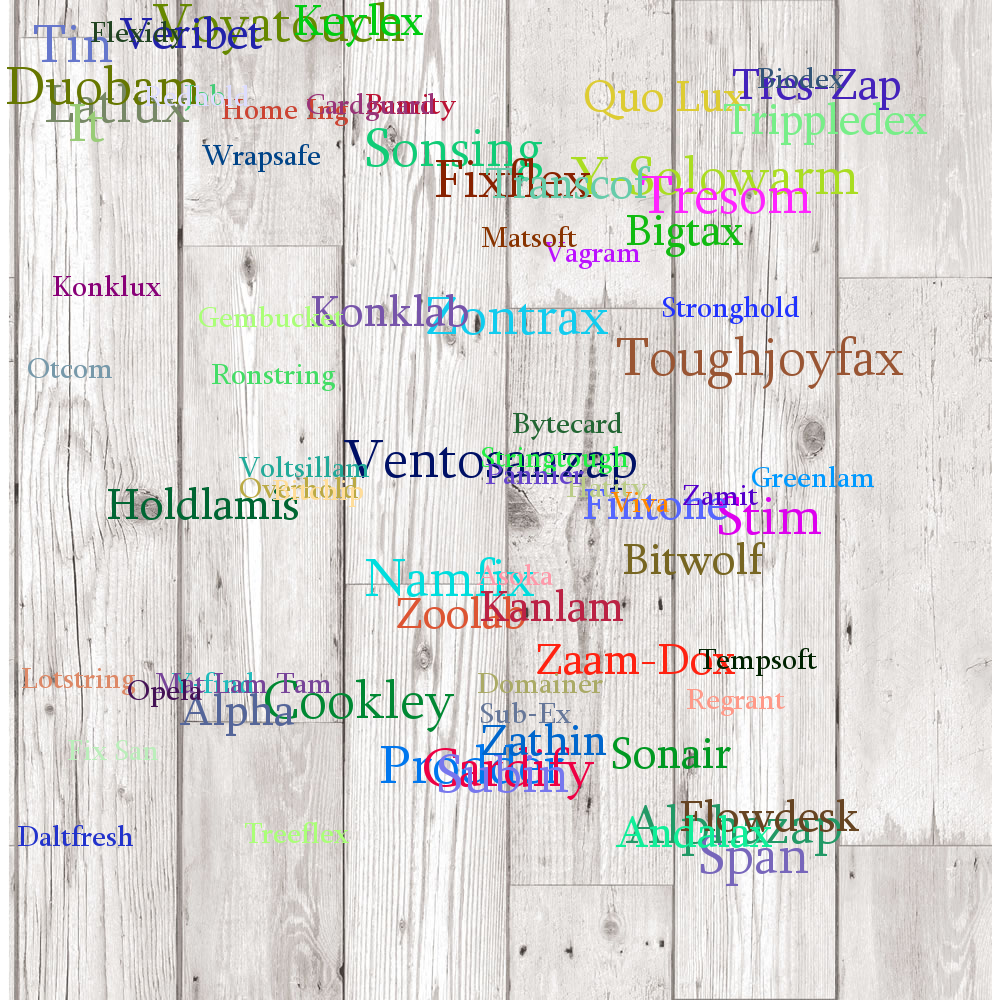 Voyatouch
Keylex
Flexidy
Veribet
Tin
Biodex
Tres-Zap
Duobam
Quo Lux
Latlux
Home Ing
Cardguard
Bamity
Trippledex
It
Sonsing
Wrapsafe
Fixflex
Transcof
Y-Solowarm
Tresom
Bigtax
Matsoft
Vagram
Konklux
Stronghold
Gembucket
Konklab
Zontrax
Toughjoyfax
Otcom
Ronstring
Bytecard
Ventosanzap
Stringtough
Pannier
Voltsillam
Greenlam
Overhold
Zamit
Holdlamis
Fintone
Viva
Stim
Bitwolf
Namfix
Asoka
Zoolab
Kanlam
Zaam-Dox
Tempsoft
Lotstring
Opela
Mat Lam Tam
Domainer
Cookley
Regrant
Alpha
Sub-Ex
Zathin
Fix San
Sonair
Prodder
Cardify
Subin
Flowdesk
Alphazap
Andalax
Daltfresh
Treeflex
Span